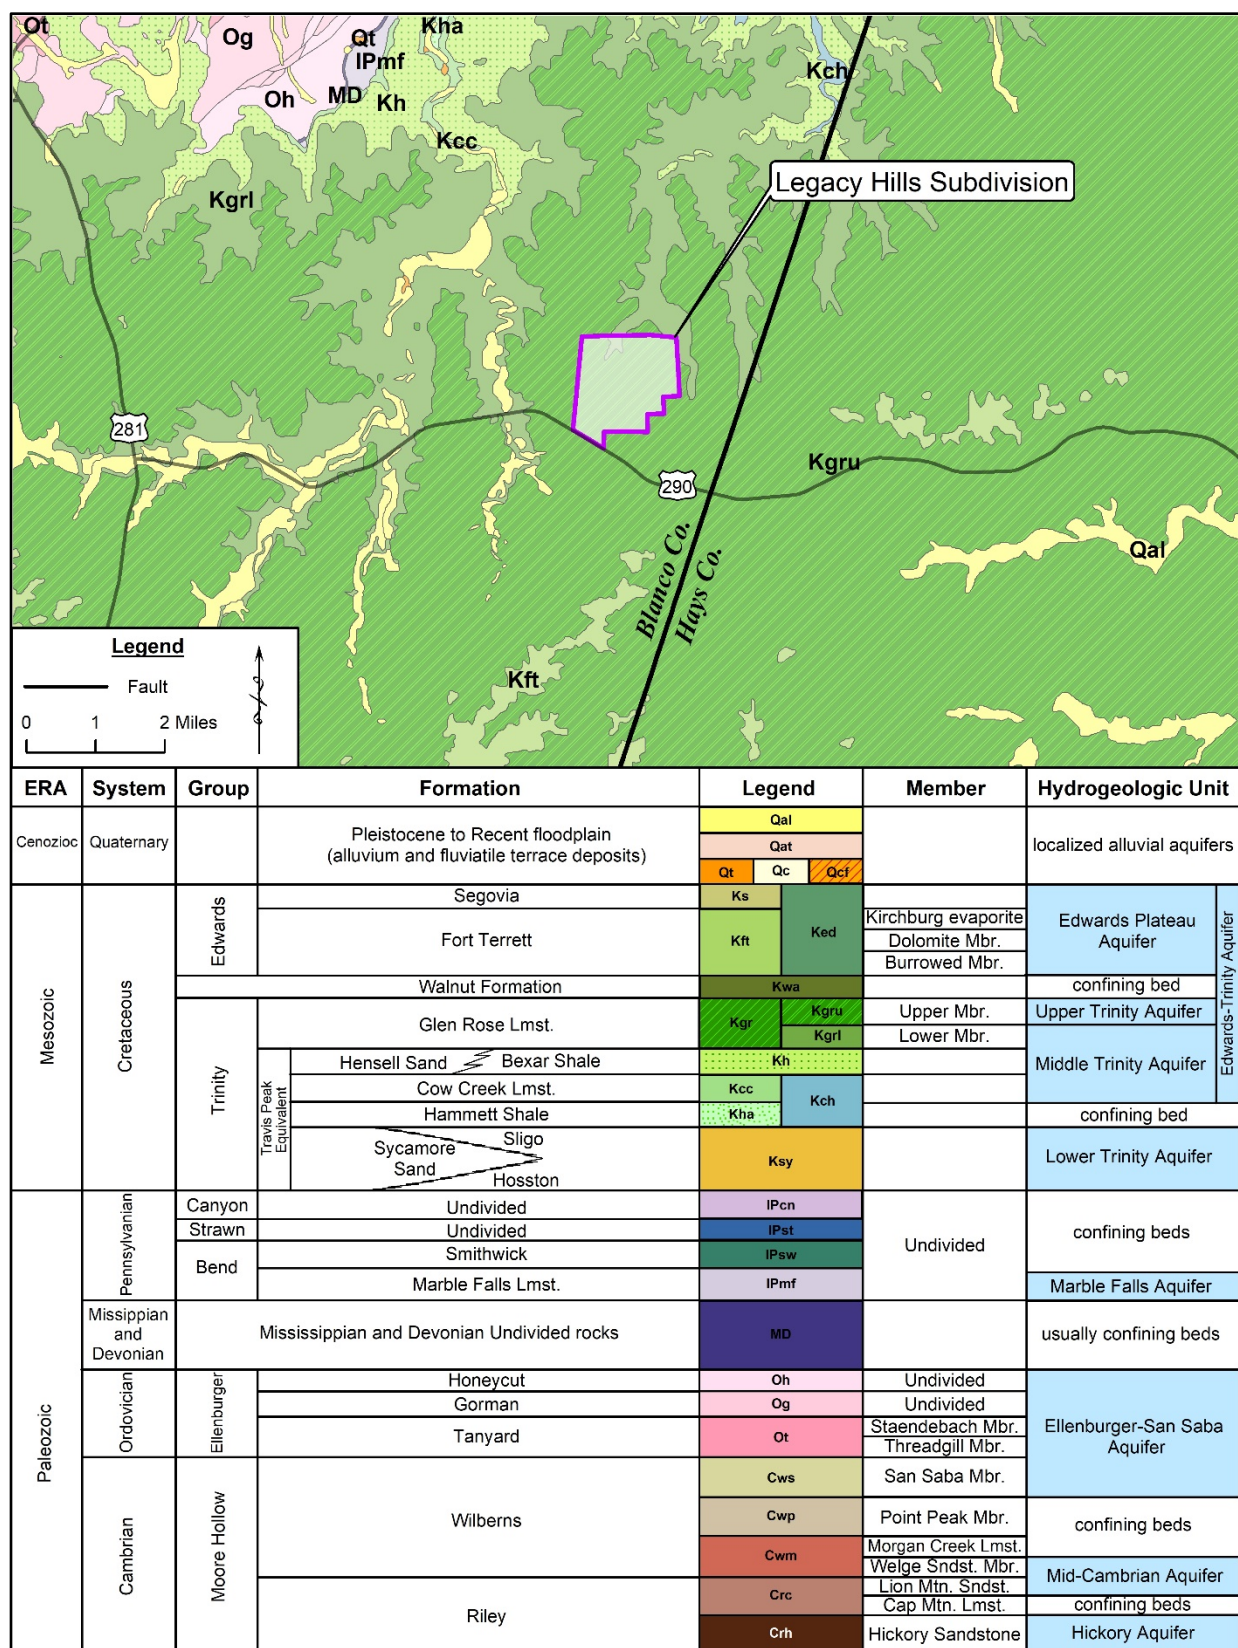 Ot
Og
Qt
Kha
IPmf
Kch
Oh
MD
Kh
Kcc
Legacy Hills Subdivision
Kgrl
281
Kgru
290
Qal
Blanco Co.
Hays Co.
Kft
Legend
Fault
0 1 2 Miles
ERA System Group Formation Legend Member Hydrogeologic Unit
Cenozioc Quaternary
Pleistocene to Recent floodplain
(alluvium and fluviatile terrace deposits)
Qal
Qat
Qt Qc Qcf
localized alluvial aquifers
Mesozoic
Cretaceous
Edwards
Segovia
Ks
Ked
Fort Terrett
Kft
Kirchburg evaporite
Dolomite Mbr.
Burrowed Mbr.
Edwards Plateau
Aquifer
Edwards-Trinity Aquifer
Walnut Formation
Kwa
confining bed
Trinity
Glen Rose Lmst.
Kgr
Kgru
Upper Mbr.
Upper Trinity Aquifer
Kgrl
Lower Mbr.
Middle Trinity Aquifer
Travis Peak
Equivalent
Hensell Sand
Bexar Shale
Kh
Cow Creek Lmst.
Kcc
Kch
Hammett Shale
Kha
confining bed
Sligo
Sycamore
Sand
Hosston
Ksy
Lower Trinity Aquifer
Paleozoic
Pennsylvanian
Canyon
Undivided
IPcn
Undivided
confining beds
Strawn
Undivided
IPst
Bend
Smithwick
IPsw
Marble Falls Lmst.
IPmf
Marble Falls Aquifer
Missippian
and
Devonian
Mississippian and Devonian Undivided rocks
MD
usually confining beds
Ordovician
Ellenburger
Honeycut
Oh
Undivided
Gorman
Og
Undivided
Tanyard
Ot
Staendebach Mbr.
Threadgill Mbr.
Ellenburger-San Saba
Aquifer
Cambrian
Moore Hollow
Wilberns
Cws
San Saba Mbr.
Cwp
Point Peak Mbr.
confining beds
Cwm
Morgan Creek Lmst.
Welge Sndst. Mbr.
Mid-Cambrian Aquifer
Riley
Crc
Lion Mtn. Sndst.
Cap Mtn. Lmst.
confining beds
Crh
Hickory Sandstone
Hickory Aquifer